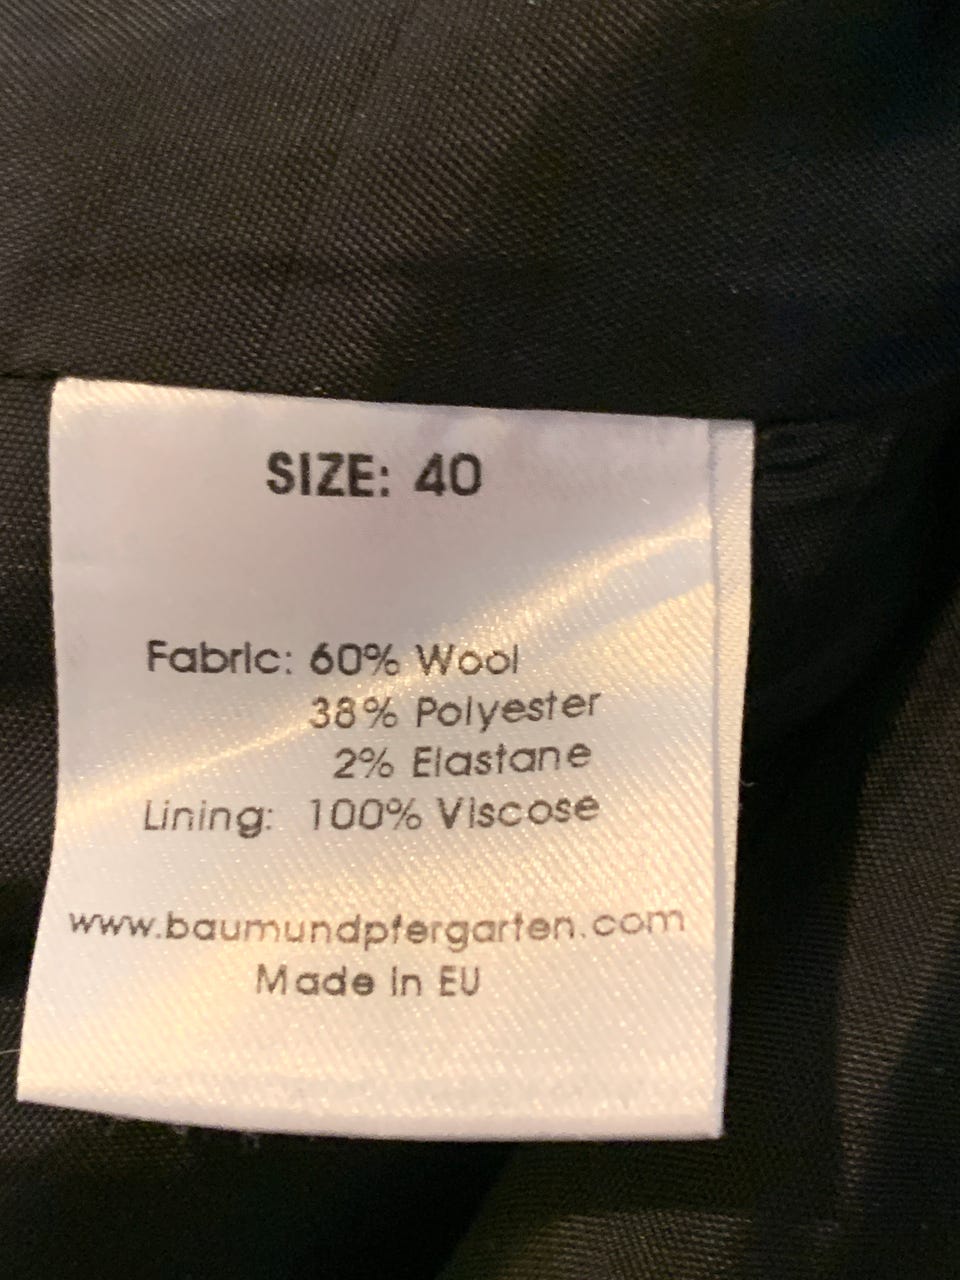 SIZE: 40
Fabric: 60% Wool
38% Polyester
2% Elastane
Lining: 100% Viscose
www.baumundpfergarten.com
Made in EU